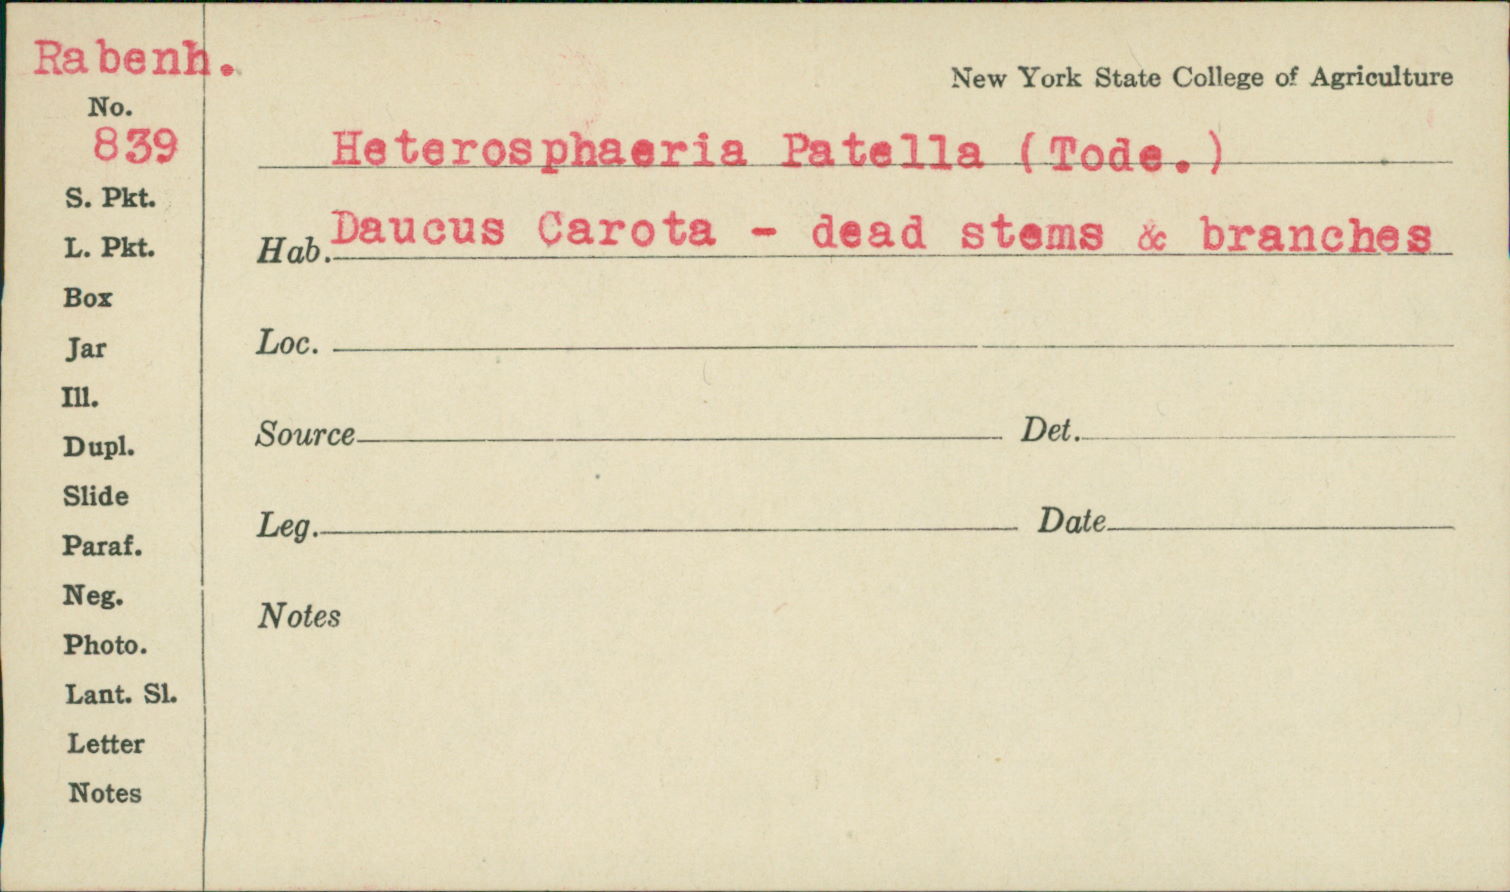 Rabenh.
New York State College of Agriculture
No.
839
Heterosphaeria Patella (Tode.)
S. Pkt.
Hab. Daucus Carota - dead stems & branches
L. Pkt.
Box
Loc.
Jar
Ill.
Source Det.
Dupl.
Slide
Leg. Date
Paraf.
Neg.
Notes
Photo.
Lant. Sl.
Letter
Notes